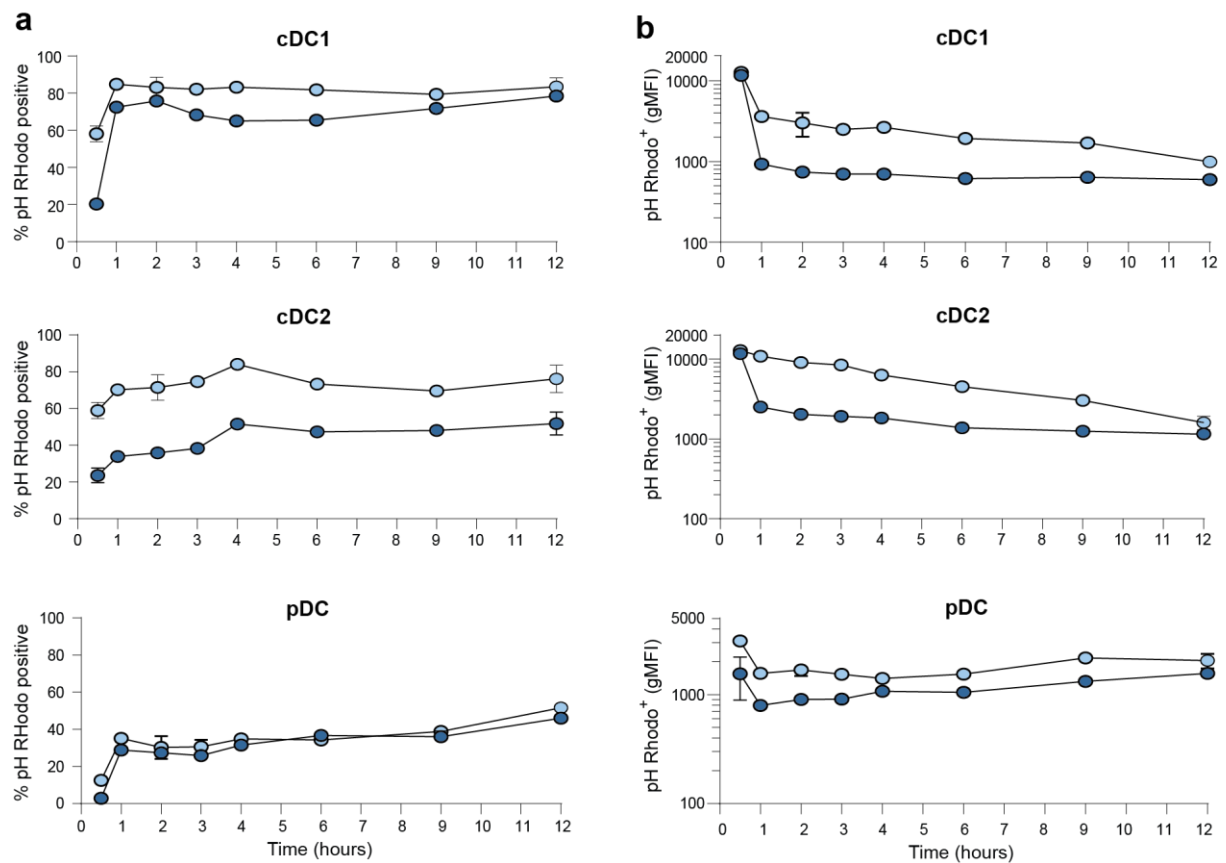 a
cDC1
% pH RHodo positive
100
80
60
40
20
0
0 1 2 3 4 5 6 7 8 9 10 11 12
cDC2
% pH RHodo positive
100
80
60
40
20
0
0 1 2 3 4 5 6 7 8 9 10 11 12
pDC
% pH RHodo positive
100
80
60
40
20
0
0 1 2 3 4 5 6 7 8 9 10 11 12
Time (hours)
b
cDC1
pH Rhodo⁺ (gMFI)
20000
10000
1000
100
0 1 2 3 4 5 6 7 8 9 10 11 12
cDC2
pH Rhodo⁺ (gMFI)
20000
10000
1000
100
0 1 2 3 4 5 6 7 8 9 10 11 12
pDC
pH Rhodo⁺ (gMFI)
5000
1000
100
0 1 2 3 4 5 6 7 8 9 10 11 12
Time (hours)